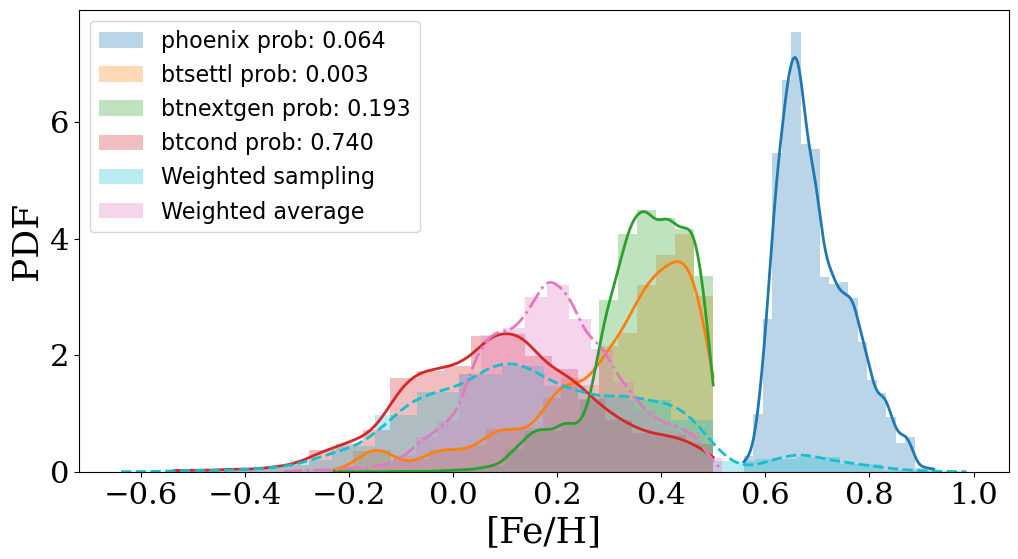 phoenix prob: 0.064
btsettl prob: 0.003
btnextgen prob: 0.193
btcond prob: 0.740
Weighted sampling
Weighted average
PDF
6
4
2
0
−0.6 −0.4 −0.2 0.0 0.2 0.4 0.6 0.8 1.0
[Fe/H]